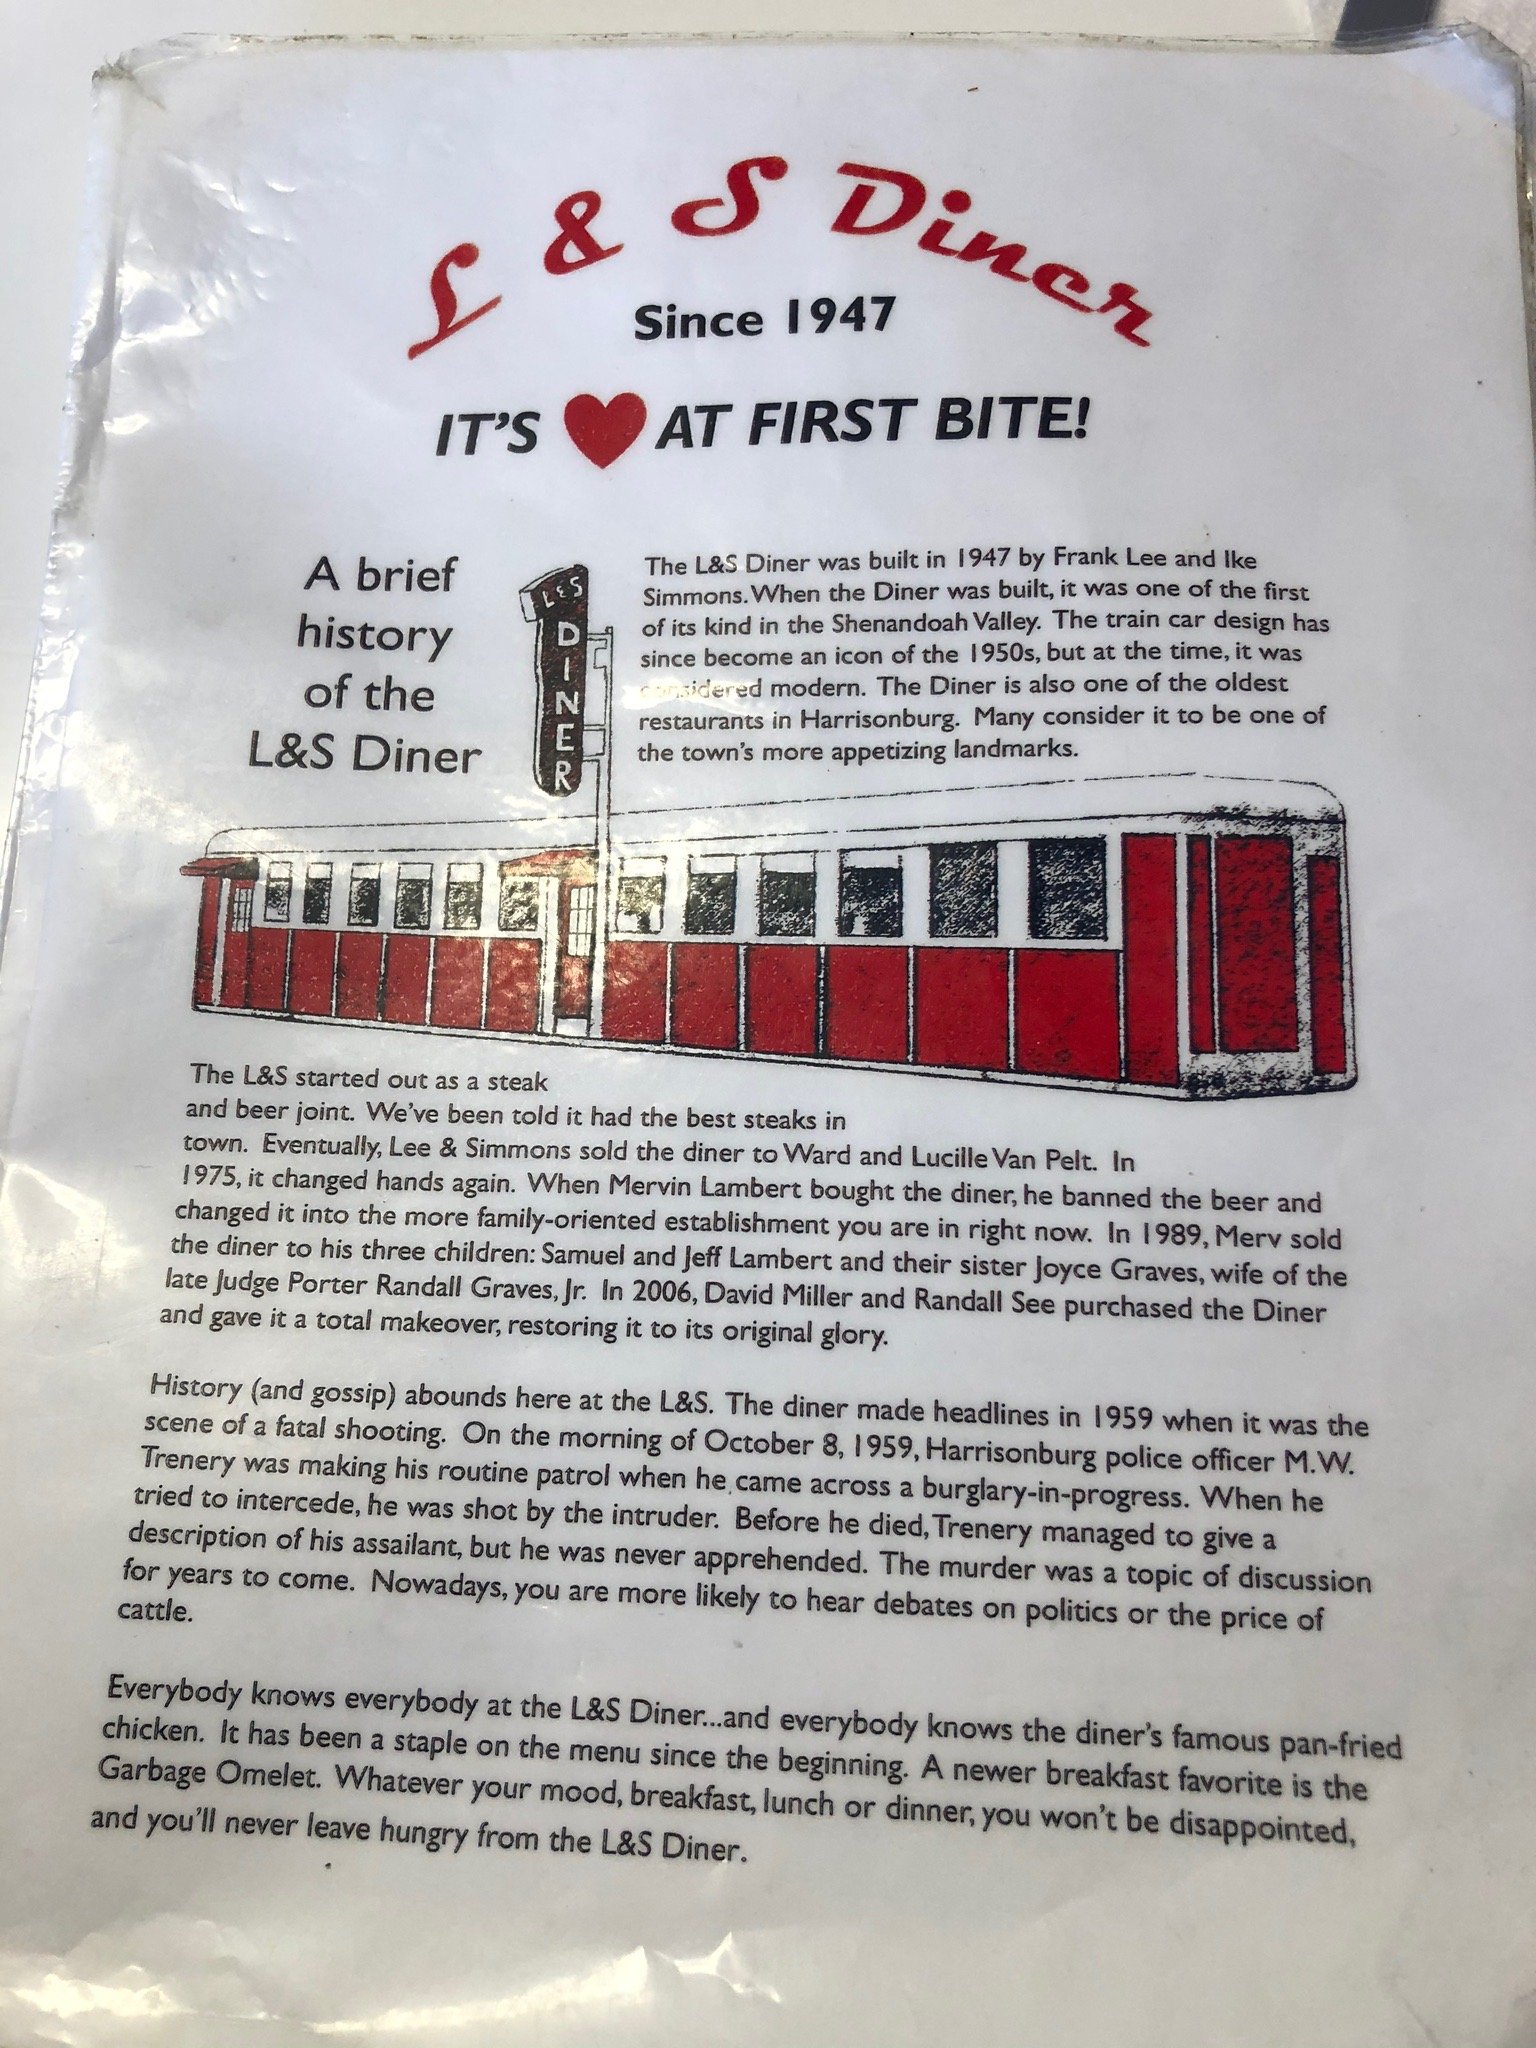 L & S Diner
Since 1947
IT'S ❤ AT FIRST BITE!
A brief
history
of the
L&S Diner
L&S
DINER
The L&S Diner was built in 1947 by Frank Lee and Ike
Simmons. When the Diner was built, it was one of the first
of its kind in the Shenandoah Valley. The train car design has
since become an icon of the 1950s, but at the time, it was
considered modern. The Diner is also one of the oldest
restaurants in Harrisonburg. Many consider it to be one of
the town's more appetizing landmarks.
The L&S started out as a steak
and beer joint. We've been told it had the best steaks in
town. Eventually, Lee & Simmons sold the diner to Ward and Lucille Van Pelt. In
1975, it changed hands again. When Mervin Lambert bought the diner, he banned the beer and
changed it into the more family-oriented establishment you are in right now. In 1989, Merv sold
the diner to his three children: Samuel and Jeff Lambert and their sister Joyce Graves, wife of the
late Judge Porter Randall Graves, Jr. In 2006, David Miller and Randall See purchased the Diner
and gave it a total makeover, restoring it to its original glory.
History (and gossip) abounds here at the L&S. The diner made headlines in 1959 when it was the
scene of a fatal shooting. On the morning of October 8, 1959, Harrisonburg police officer M.W.
Trenery was making his routine patrol when he came across a burglary-in-progress. When he
tried to intercede, he was shot by the intruder. Before he died, Trenery managed to give a
description of his assailant, but he was never apprehended. The murder was a topic of discussion
for years to come. Nowadays, you are more likely to hear debates on politics or the price of
cattle.
Everybody knows everybody at the L&S Diner...and everybody knows the diner's famous pan-fried
chicken. It has been a staple on the menu since the beginning. A newer breakfast favorite is the
Garbage Omelet. Whatever your mood, breakfast, lunch or dinner, you won't be disappointed,
and you'll never leave hungry from the L&S Diner.